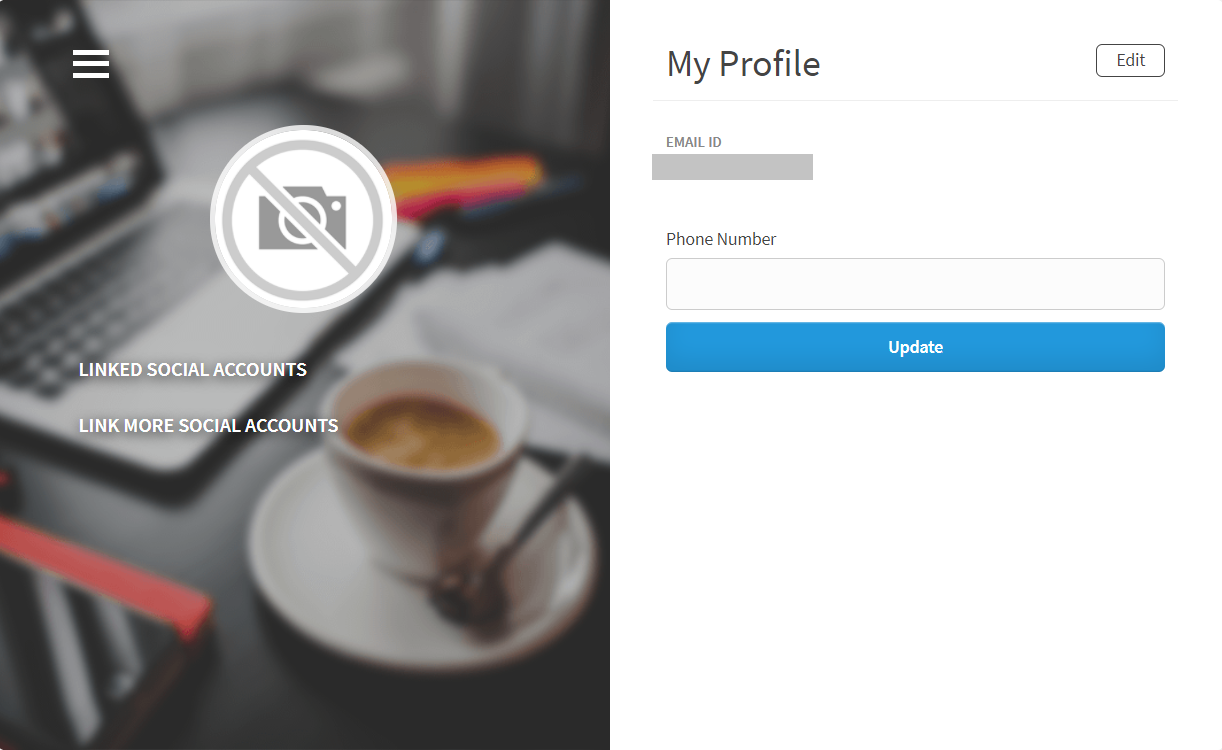 My Profile
Edit
EMAIL ID
Phone Number
Update
LINKED SOCIAL ACCOUNTS
LINK MORE SOCIAL ACCOUNTS